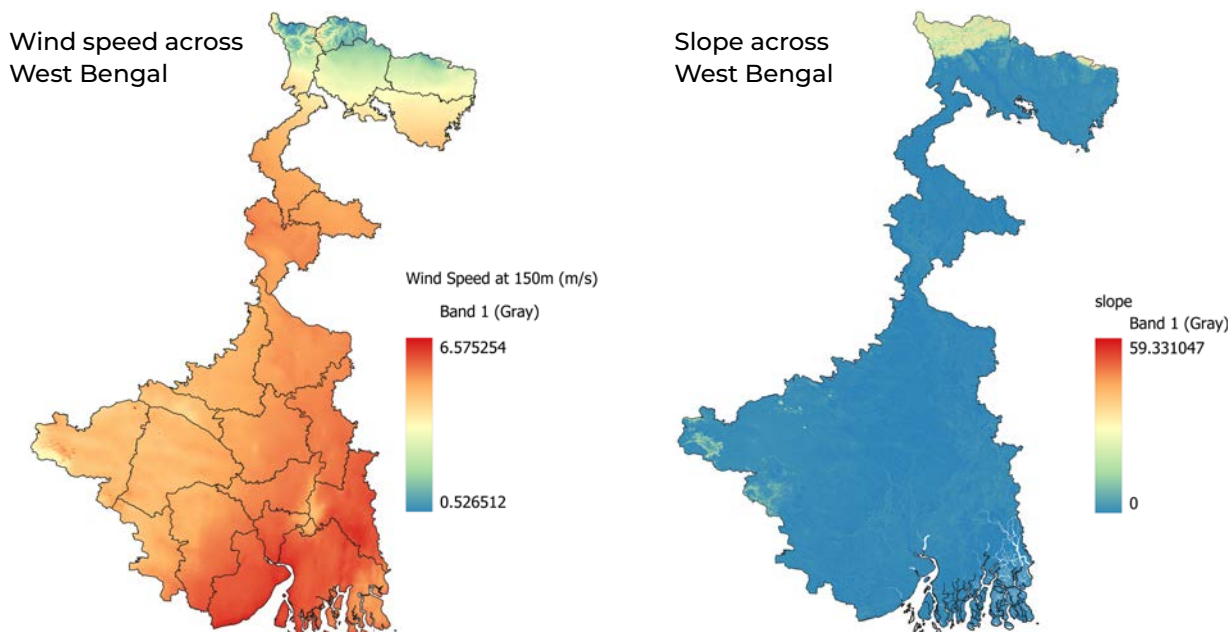 Wind speed across
West Bengal
Wind Speed at 150m (m/s)
Band 1 (Gray)
6.575254
0.526512
Slope across
West Bengal
slope
Band 1 (Gray)
59.331047
0